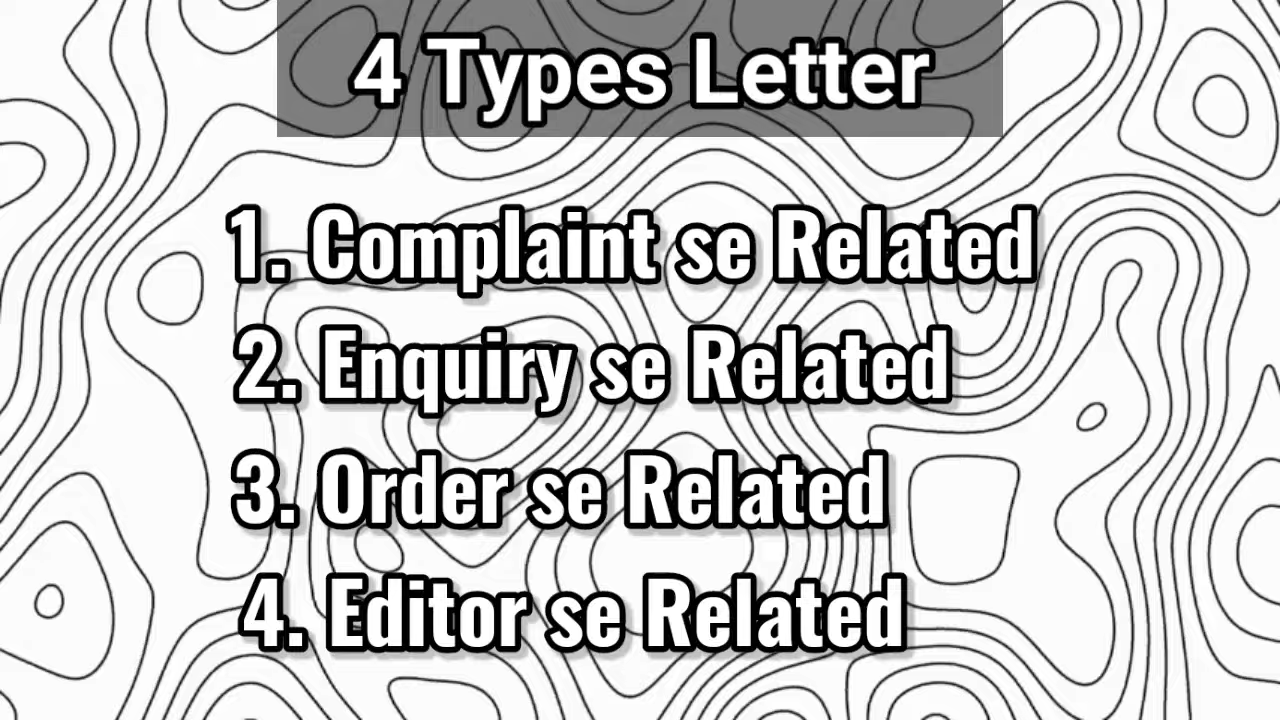 4 Types Letter
1. Complaint se Related
2. Enquiry se Related
3. Order se Related
4. Editor se Related